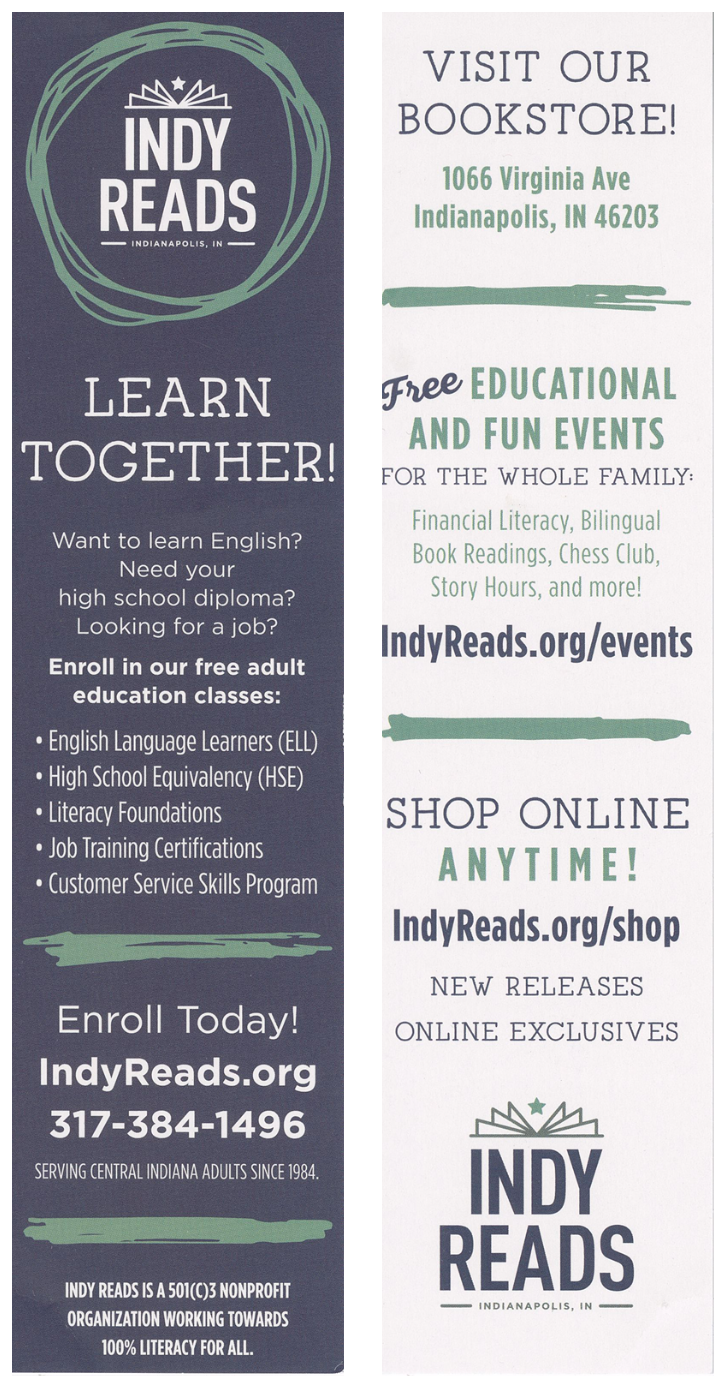 INDY
READS
INDIANAPOLIS, IN
LEARN
TOGETHER!
Want to learn English?
Need your
high school diploma?
Looking for a job?
Enroll in our free adult
education classes:
• English Language Learners (ELL)
• High School Equivalency (HSE)
• Literacy Foundations
• Job Training Certifications
• Customer Service Skills Program
Enroll Today!
IndyReads.org
317-384-1496
SERVING CENTRAL INDIANA ADULTS SINCE 1984.
INDY READS IS A 501(C)3 NONPROFIT
ORGANIZATION WORKING TOWARDS
100% LITERACY FOR ALL.
VISIT OUR
BOOKSTORE!
1066 Virginia Ave
Indianapolis, IN 46203
Free EDUCATIONAL
AND FUN EVENTS
FOR THE WHOLE FAMILY:
Financial Literacy, Bilingual
Book Readings, Chess Club,
Story Hours, and more!
IndyReads.org/events
SHOP ONLINE
ANYTIME!
IndyReads.org/shop
NEW RELEASES
ONLINE EXCLUSIVES
INDY
READS
INDIANAPOLIS, IN